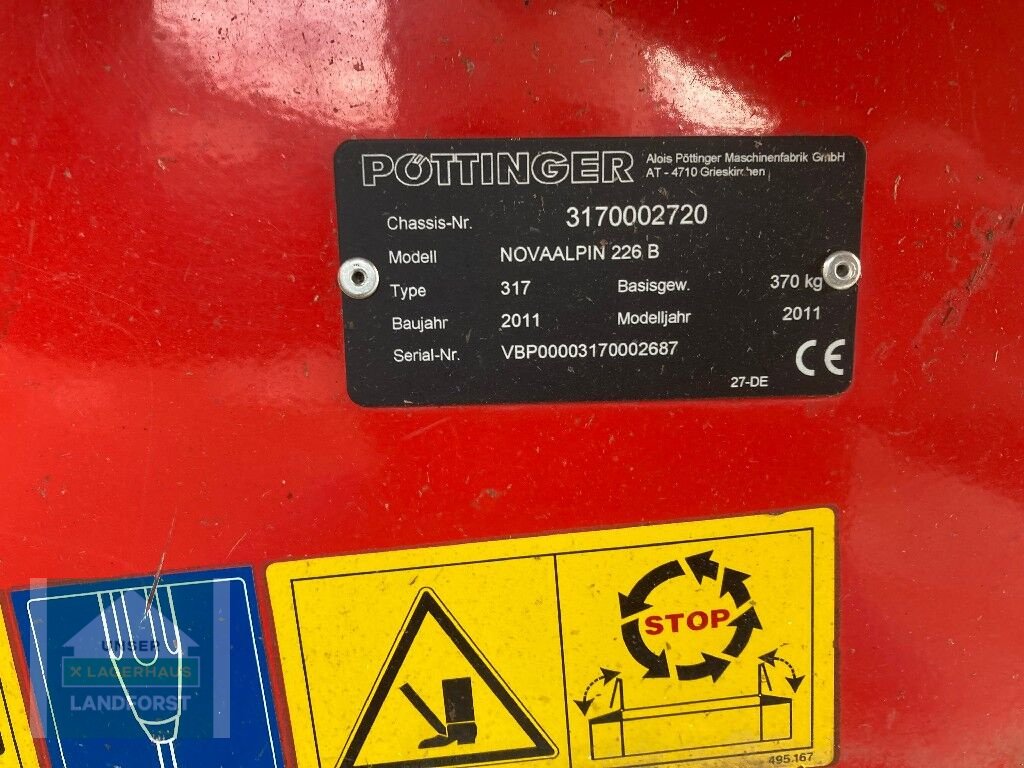 PÖTTINGER
Alois Pöttinger Maschinenfabrik GmbH
AT - 4710 Grieskirchen
Chassis-Nr. 3170002720
Modell NOVAALPIN 226 B
Type 317 Basisgew. 370 kg
Baujahr 2011 Modelljahr 2011
Serial-Nr. VBP00003170002687
CE
27-DE
STOP
495.167
UNSER
LAGERHAUS
LANDFORST